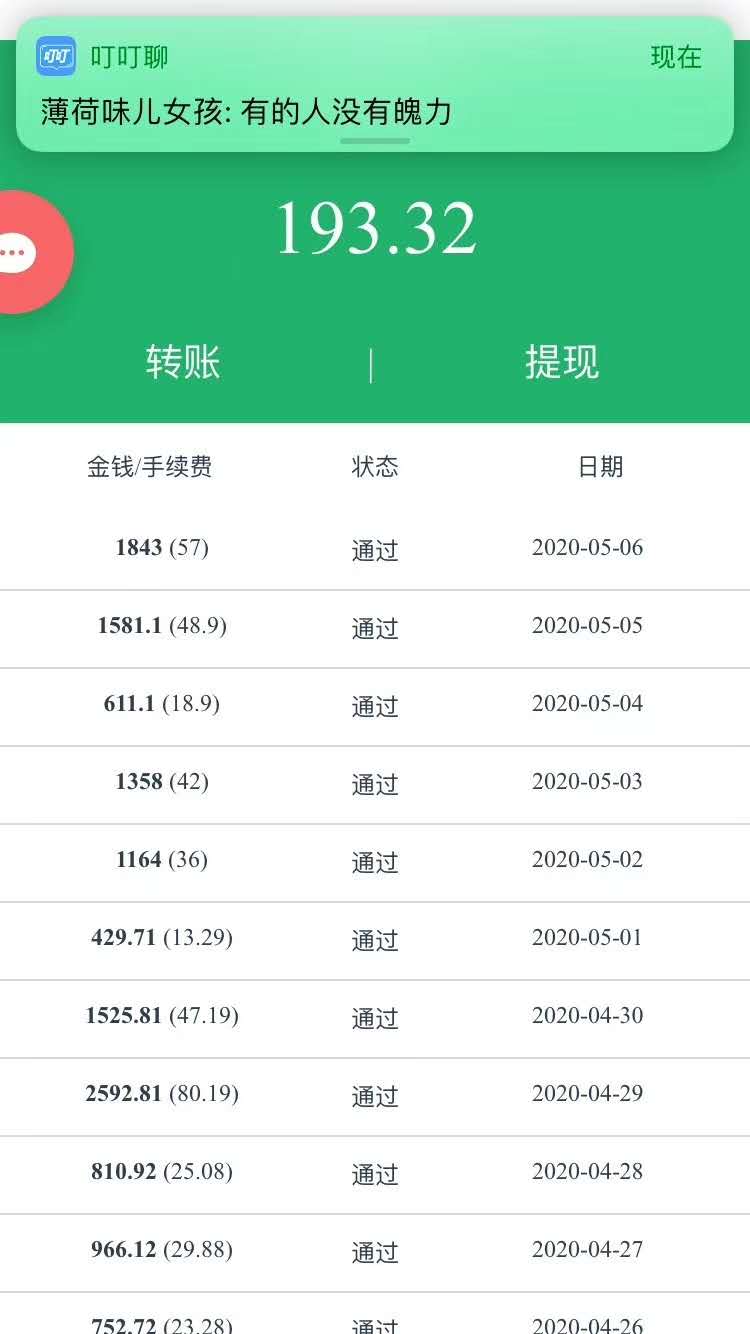 叮叮 叮叮聊 现在
薄荷味儿女孩: 有的人没有魄力
193.32
转账 | 提现
金钱/手续费 状态 日期
1843 (57) 通过 2020-05-06
1581.1 (48.9) 通过 2020-05-05
611.1 (18.9) 通过 2020-05-04
1358 (42) 通过 2020-05-03
1164 (36) 通过 2020-05-02
429.71 (13.29) 通过 2020-05-01
1525.81 (47.19) 通过 2020-04-30
2592.81 (80.19) 通过 2020-04-29
810.92 (25.08) 通过 2020-04-28
966.12 (29.88) 通过 2020-04-27
752.72 (23.28) 通过 2020-04-26